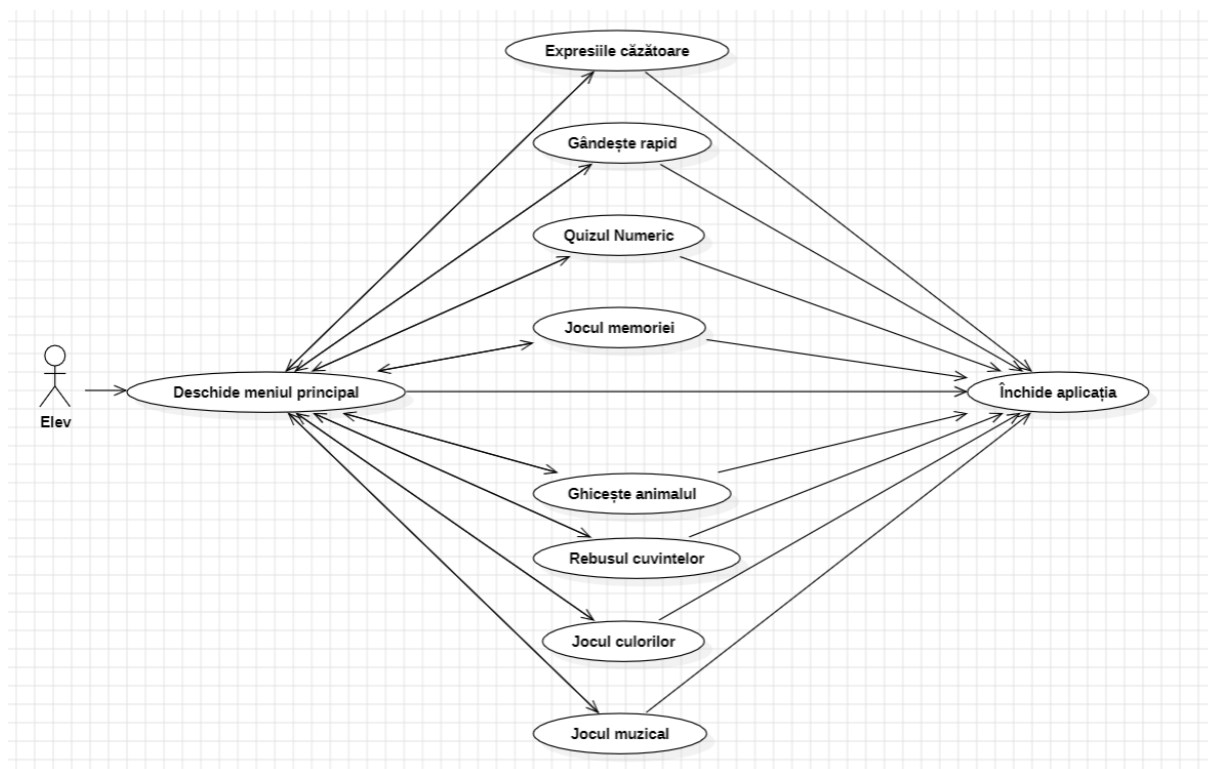 Expresiile căzătoare
Gândește rapid
Quizul Numeric
Jocul memoriei
Elev
Deschide meniul principal
Închide aplicația
Ghicește animalul
Rebusul cuvintelor
Jocul culorilor
Jocul muzical